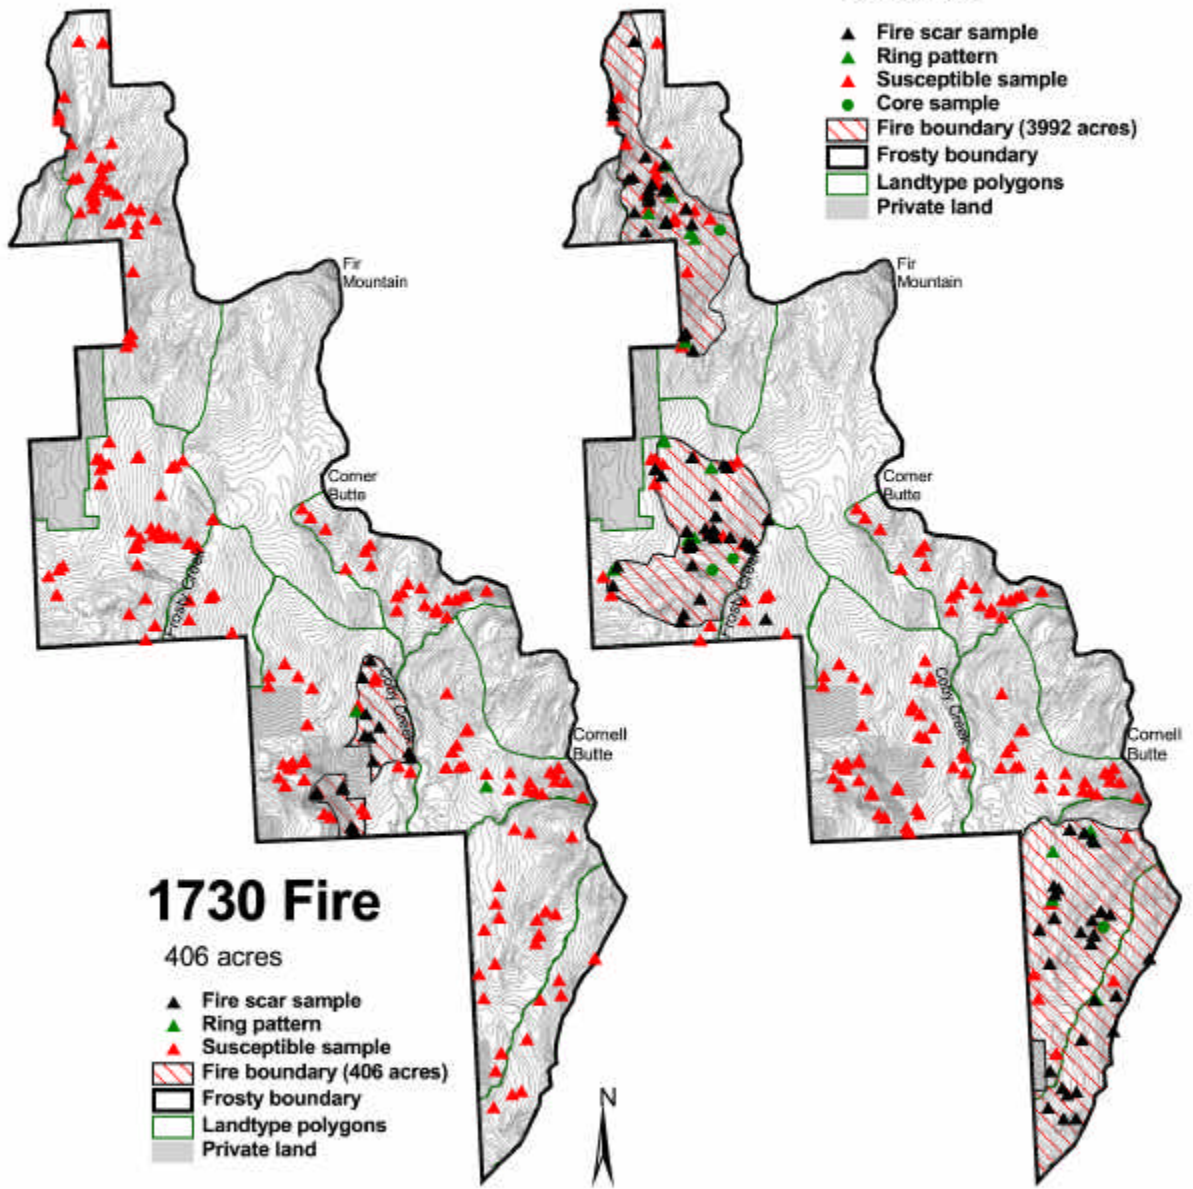 Fire scar sample
Ring pattern
Susceptible sample
Core sample
Fire boundary (3992 acres)
Frosty boundary
Landtype polygons
Private land
Fir
Mountain
Fir
Mountain
Corner
Butte
Corner
Butte
Frosty Creek
Frosty Creek
Coby Creek
Coby Creek
Cornell
Butte
Cornell
Butte
1730 Fire
406 acres
Fire scar sample
Ring pattern
Susceptible sample
Fire boundary (406 acres)
Frosty boundary
Landtype polygons
Private land
N